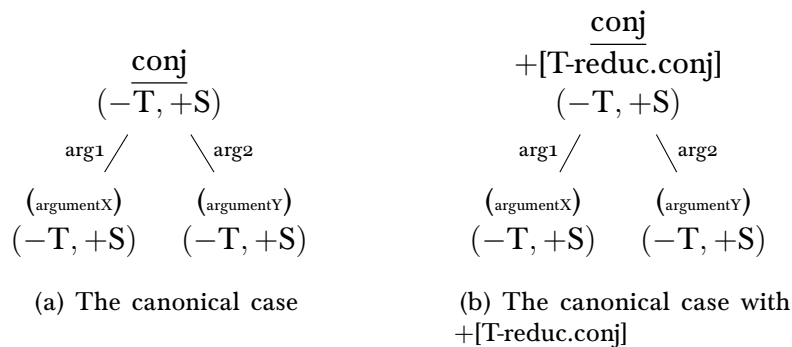 conj
(−T, +S)
arg1 arg2
(argumentX) (argumentY)
(−T, +S) (−T, +S)
(a) The canonical case
conj
+[T-reduc.conj]
(−T, +S)
arg1 arg2
(argumentX) (argumentY)
(−T, +S) (−T, +S)
(b) The canonical case with
+[T-reduc.conj]